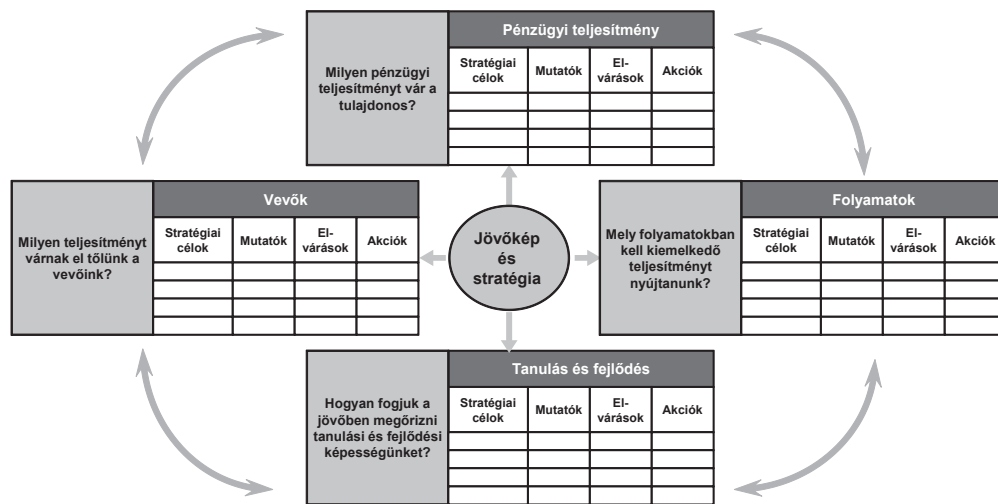 Pénzügyi teljesítmény
Milyen pénzügyi
teljesítményt vár a
tulajdonos?
Stratégiai
célok
Mutatók
El-
várások
Akciók
Vevők
Milyen teljesítményt
várnak el tőlünk a
vevőink?
Stratégiai
célok
Mutatók
El-
várások
Akciók
Jövőkép
és
stratégia
Folyamatok
Mely folyamatokban
kell kiemelkedő
teljesítményt
nyújtanunk?
Stratégiai
célok
Mutatók
El-
várások
Akciók
Tanulás és fejlődés
Hogyan fogjuk a
jövőben megőrizni
tanulási és fejlődési
képességünket?
Stratégiai
célok
Mutatók
El-
várások
Akciók